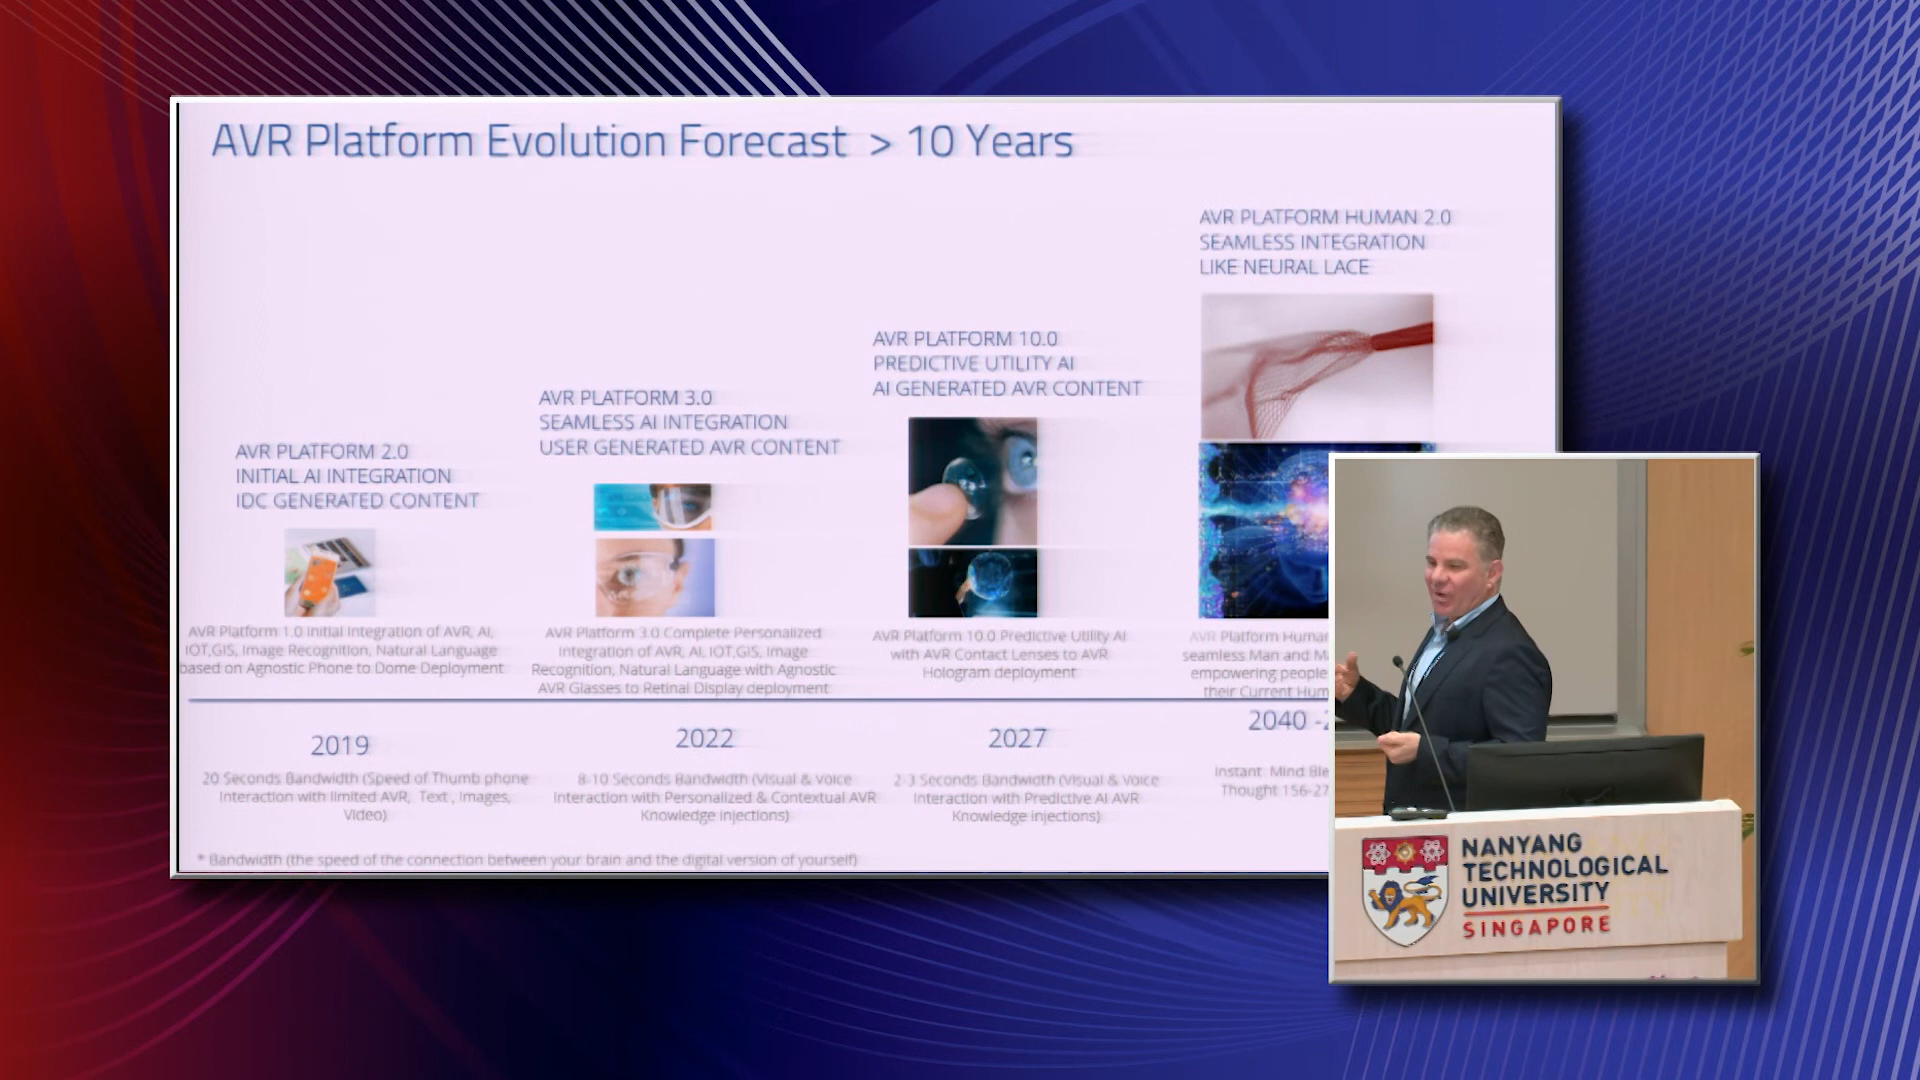 AVR Platform Evolution Forecast > 10 Years
AVR PLATFORM HUMAN 2.0
SEAMLESS INTEGRATION
LIKE NEURAL LACE
AVR PLATFORM 10.0
PREDICTIVE UTILITY AI
AI GENERATED AVR CONTENT
AVR PLATFORM 3.0
SEAMLESS AI INTEGRATION
USER GENERATED AVR CONTENT
AVR PLATFORM 2.0
INITIAL AI INTEGRATION
IDC GENERATED CONTENT
AVR Platform 1.0 Initial Integration of AVR, AI,
IOT,GIS, Image Recognition, Natural Language
based on Agnostic Phone to Dome Deployment
AVR Platform 3.0 Complete Personalized
Integration of AVR, AI, IOT,GIS, Image
Recognition, Natural Language with Agnostic
AVR Glasses to Retinal Display deployment
AVR Platform 10.0 Predictive Utility AI
with AVR Contact Lenses to AVR
Hologram deployment
AVR Platform Human
seamless Man and
empowering people
their Current
2019
2022
2027
2040 -
20 Seconds Bandwidth (Speed of Thumb phone
Interaction with limited AVR, Text , Images,
Video)
8-10 Seconds Bandwidth (Visual & Voice
Interaction with Personalized & Contextual AVR
Knowledge injections)
2-3 Seconds Bandwidth (Visual & Voice
Interaction with Predictive AI AVR
Knowledge injections)
Instant Mind
Thought
* Bandwidth (the speed of the connection between your brain and the digital version of yourself)
NANYANG
TECHNOLOGICAL
UNIVERSITY
SINGAPORE